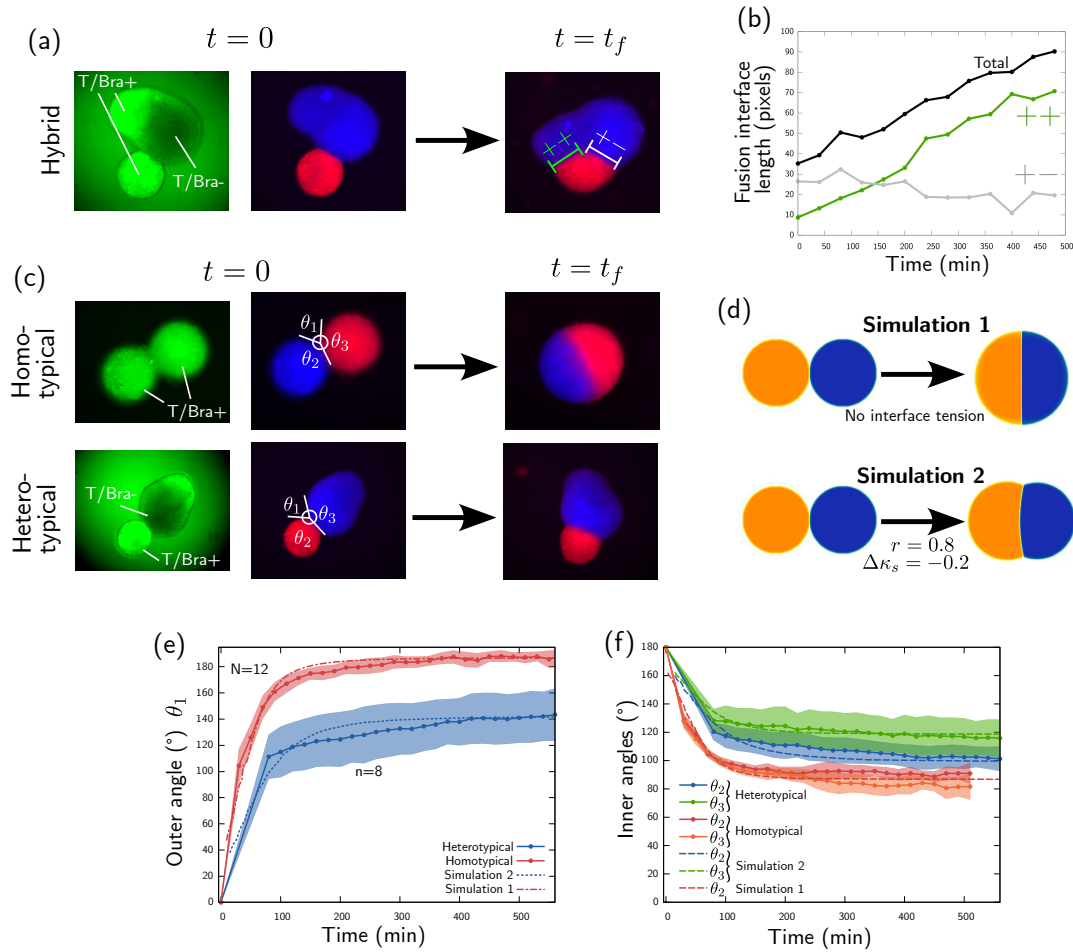 (a)
t = 0
t = t_f
Hybrid
T/Bra+
T/Bra-
++
+−
(b)
Fusion interface
length (pixels)
100
90
80
70
60
50
40
30
20
10
0
Total
++
+−
0 50 100 150 200 250 300 350 400 450 500
Time (min)
(c)
t = 0
t = t_f
Homo-
typical
T/Bra+
θ1
θ2
θ3
Hetero-
typical
T/Bra-
T/Bra+
θ1
θ2
θ3
(d)
Simulation 1
No interface tension
Simulation 2
r = 0.8
Δκ_s = −0.2
(e)
Outer angle (°) θ1
180
160
140
120
100
80
60
40
20
0
N=12
n=8
Heterotypical
Homotypical
Simulation 2
Simulation 1
0 100 200 300 400 500
Time (min)
(f)
Inner angles (°)
180
160
140
120
100
80
60
40
20
0
θ2
θ3 } Heterotypical
θ2
θ3 } Homotypical
θ2
θ3 } Simulation 2
θ2 Simulation 1
0 100 200 300 400 500
Time (min)